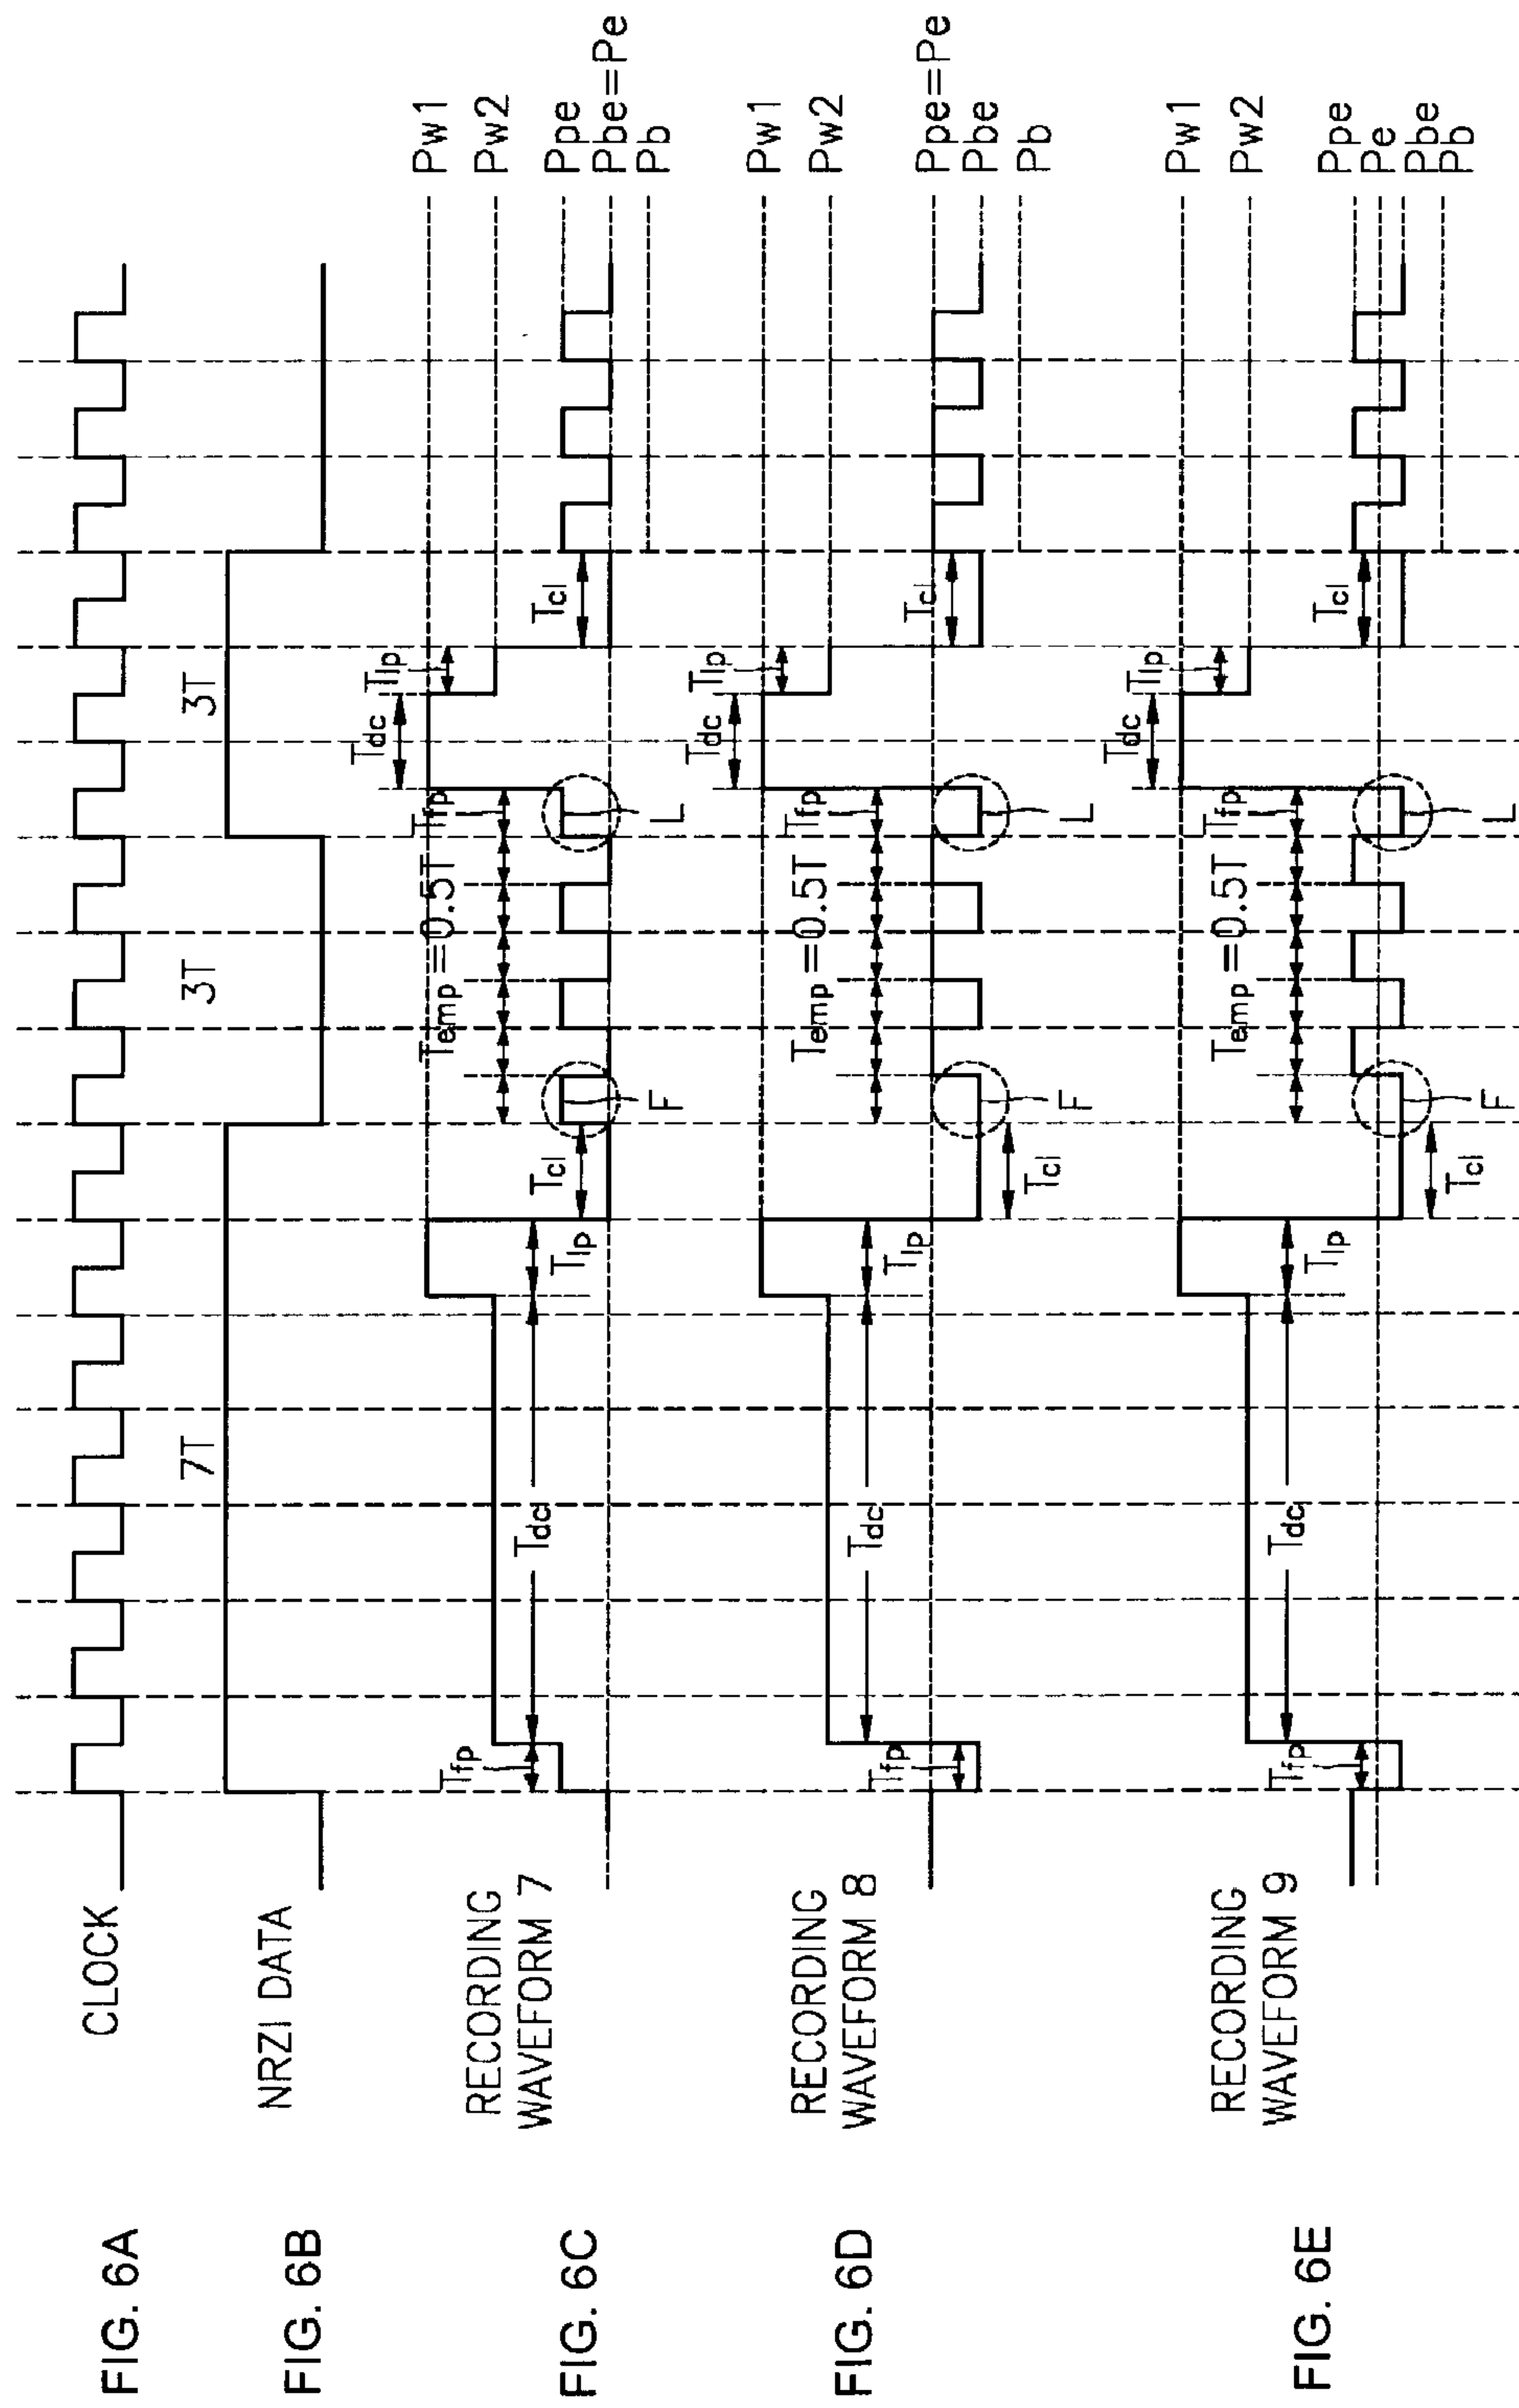 FIG. 6A
CLOCK
FIG. 6B
NRZI DATA
7T
3T
3T
FIG. 6C
RECORDING
WAVEFORM 7
Tfp
Tdc
Tlp
Tcl
F
Temp=0.5T
Tfp
L
Tdc
Tlp
Tcl
Pw1
Pw2
Ppe
Pbe=Pe
Pb
FIG. 6D
RECORDING
WAVEFORM 8
Tfp
Tdc
Tlp
Tcl
F
Temp=0.5T
Tfp
L
Tdc
Tlp
Tcl
Pw1
Pw2
Ppe=Pe
Pbe
Pb
FIG. 6E
RECORDING
WAVEFORM 9
Tfp
Tdc
Tlp
Tcl
F
Temp=0.5T
Tfp
L
Tdc
Tlp
Tcl
Pw1
Pw2
Ppe
Pe
Pbe
Pb